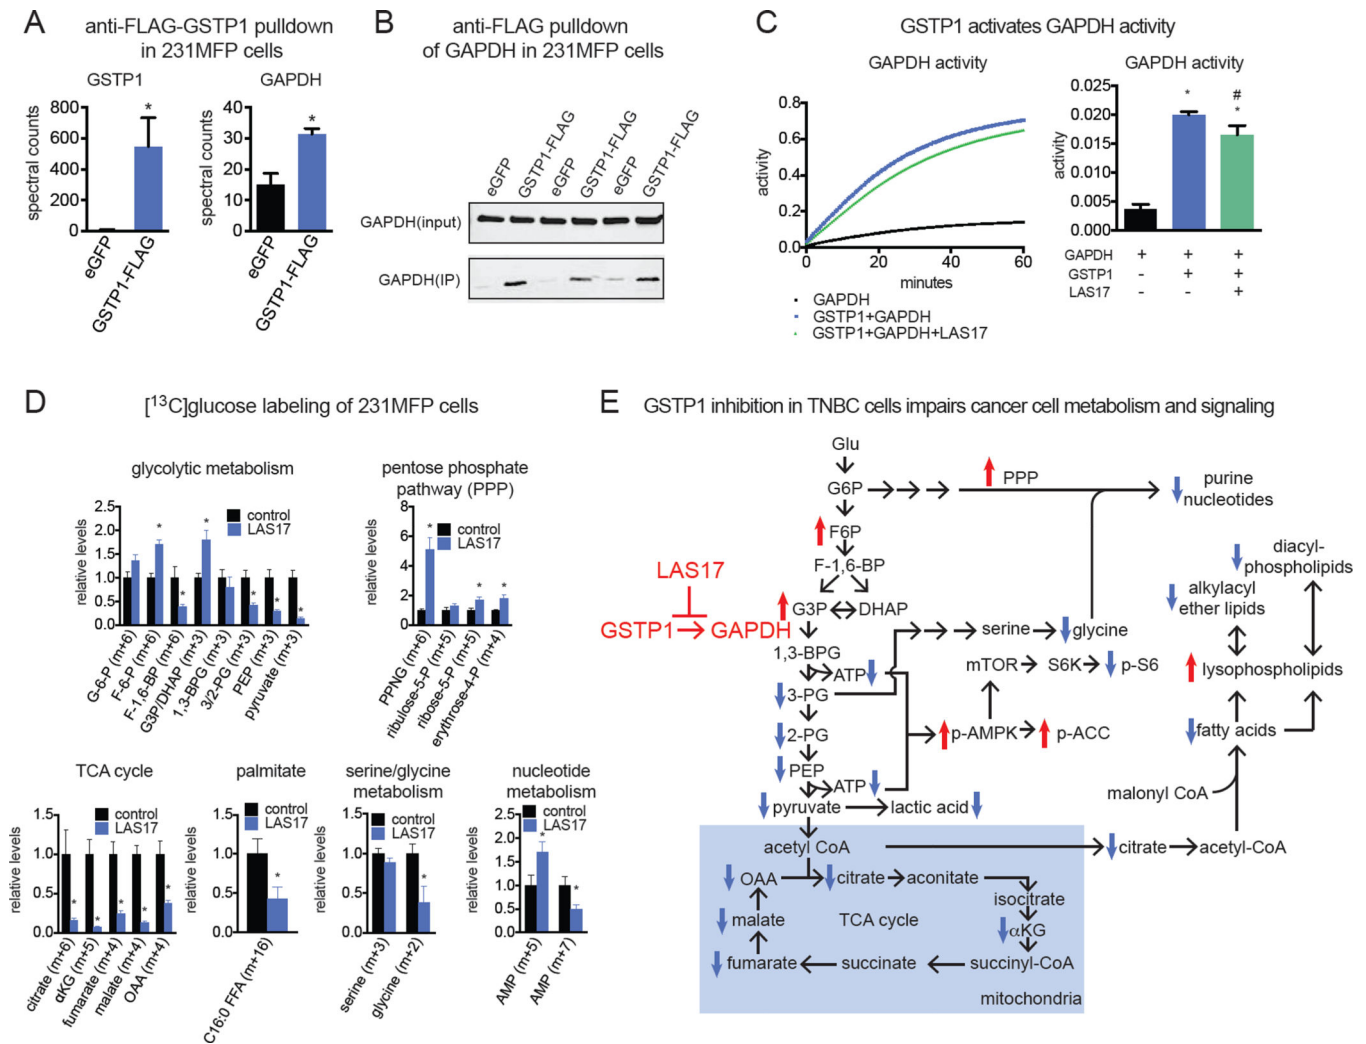 A
anti-FLAG-GSTP1 pulldown
in 231MFP cells
GSTP1
spectral counts
800
600
400
200
0
*
eGFP
GSTP1-FLAG
GAPDH
spectral counts
40
30
20
10
0
*
eGFP
GSTP1-FLAG
B
anti-FLAG pulldown
of GAPDH in 231MFP cells
eGFP
GSTP1-FLAG
eGFP
GSTP1-FLAG
eGFP
GSTP1-FLAG
GAPDH(input)
GAPDH(IP)
C
GSTP1 activates GAPDH activity
GAPDH activity
activity
0.8
0.6
0.4
0.2
0.0
0
20
40
60
minutes
GAPDH
GSTP1+GAPDH
GSTP1+GAPDH+LAS17
GAPDH activity
activity
0.025
0.020
0.015
0.010
0.005
0.000
*
#
*
GAPDH + + +
GSTP1 - + +
LAS17 - - +
D
[¹³C]glucose labeling of 231MFP cells
glycolytic metabolism
relative levels
2.5
2.0
1.5
1.0
0.5
0.0
control
LAS17
* * * * * *
G-6-P (m+6)
F-6-P (m+6)
F-1,6-BP (m+6)
G3P/DHAP (m+3)
1,3-BPG (m+3)
3/2-PG (m+3)
PEP (m+3)
pyruvate (m+3)
pentose phosphate
pathway (PPP)
relative levels
8
7
6
5
4
3
2
1
0
control
LAS17
* * *
PPNG (m+6)
ribulose-5-P (m+5)
ribose-5-P (m+5)
erythrose-4-P (m+4)
TCA cycle
relative levels
1.5
1.0
0.5
0.0
control
LAS17
* * * * *
citrate (m+6)
αKG (m+5)
fumarate (m+4)
malate (m+4)
OAA (m+4)
palmitate
relative levels
1.5
1.0
0.5
0.0
control
LAS17
*
C16:0 FFA (m+16)
serine/glycine
metabolism
relative levels
1.5
1.0
0.5
0.0
control
LAS17
*
serine (m+3)
glycine (m+2)
nucleotide
metabolism
relative levels
2.5
2.0
1.5
1.0
0.5
0.0
control
LAS17
* *
AMP (m+5)
AMP (m+7)
E
GSTP1 inhibition in TNBC cells impairs cancer cell metabolism and signaling
Glu
G6P
PPP
purine
nucleotides
F6P
F-1,6-BP
diacyl-
phospholipids
LAS17
alkylacyl
ether lipids
G3P
DHAP
GSTP1
GAPDH
serine
glycine
1,3-BPG
ATP
mTOR
S6K
p-S6
lysophospholipids
3-PG
2-PG
p-AMPK
p-ACC
fatty acids
PEP
ATP
malonyl CoA
pyruvate
lactic acid
acetyl CoA
citrate
acetyl-CoA
OAA
citrate
aconitate
isocitrate
malate
TCA cycle
αKG
fumarate
succinate
succinyl-CoA
mitochondria